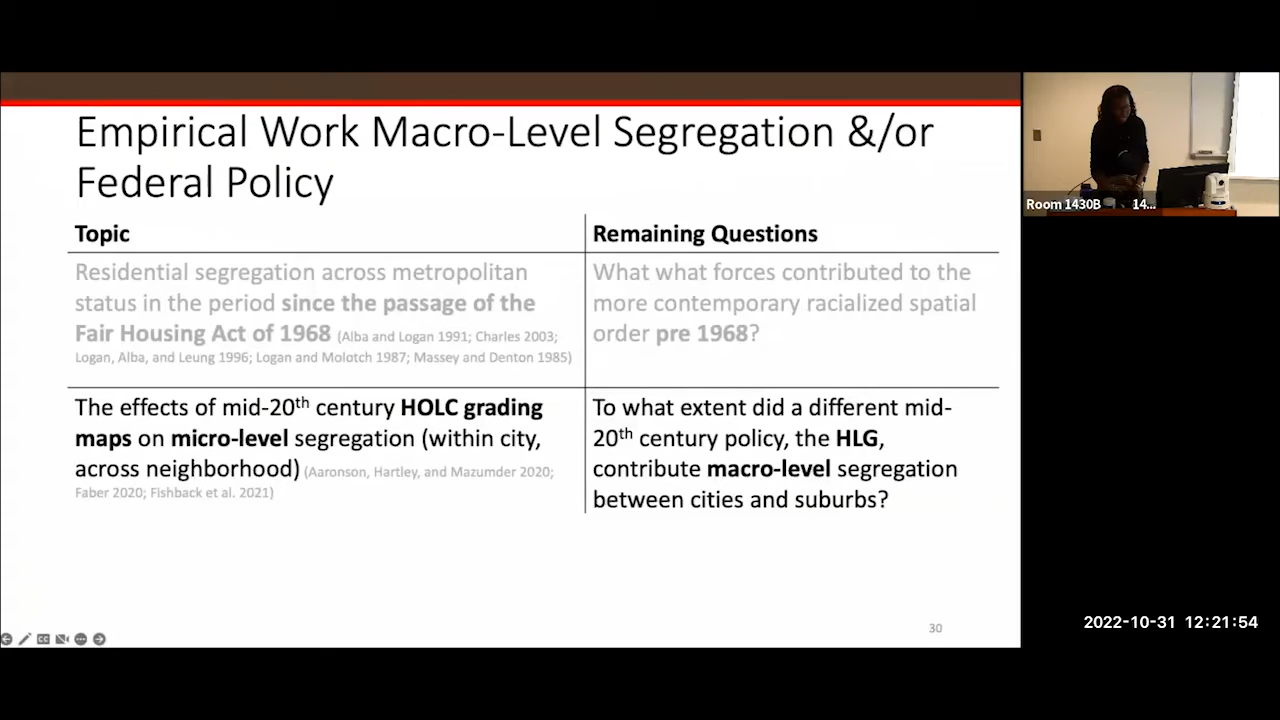 Empirical Work Macro-Level Segregation &/or
Federal Policy
Topic
Remaining Questions
Residential segregation across metropolitan
status in the period since the passage of the
Fair Housing Act of 1968 (Alba and Logan 1991; Charles 2003;
Logan, Alba, and Leung 1996; Logan and Molotch 1987; Massey and Denton 1985)
What what forces contributed to the
more contemporary racialized spatial
order pre 1968?
The effects of mid-20th century HOLC grading
maps on micro-level segregation (within city,
across neighborhood) (Aaronson, Hartley, and Mazumder 2020;
Faber 2020; Fishback et al. 2021)
To what extent did a different mid-
20th century policy, the HLG,
contribute macro-level segregation
between cities and suburbs?
30
Room 1430B 14...
2022-10-31 12:21:54